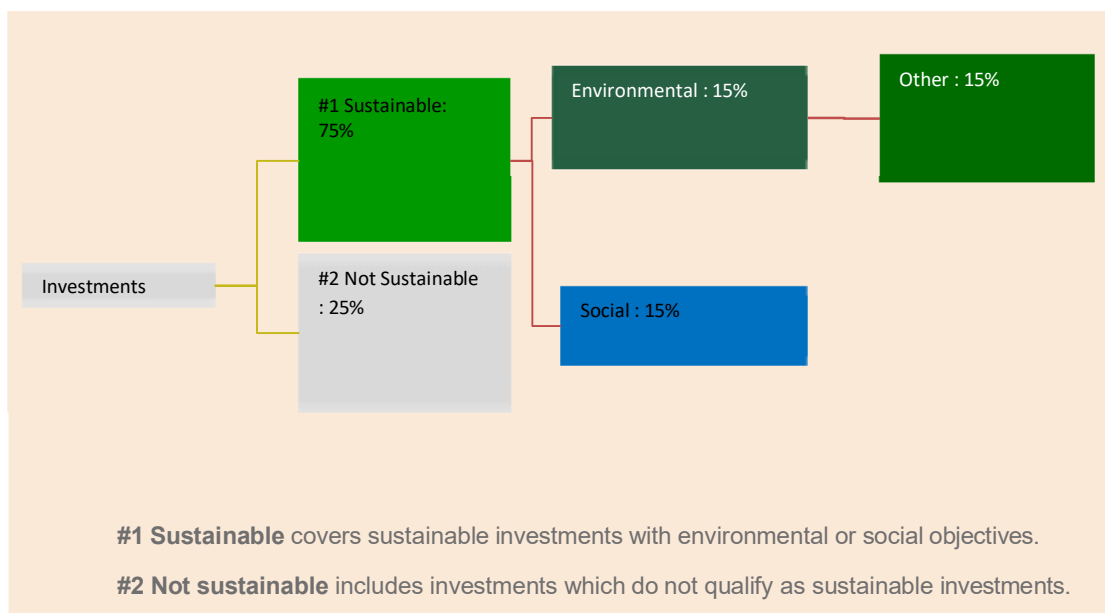 #1 Sustainable:
75%
Environmental : 15%
Other : 15%
Investments
#2 Not Sustainable
: 25%
Social : 15%
#1 Sustainable covers sustainable investments with environmental or social objectives.
#2 Not sustainable includes investments which do not qualify as sustainable investments.